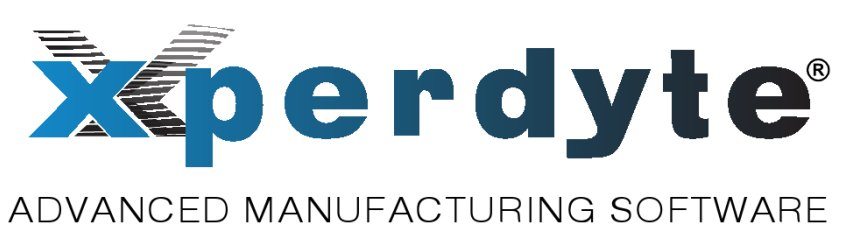 xperdyte®
ADVANCED MANUFACTURING SOFTWARE